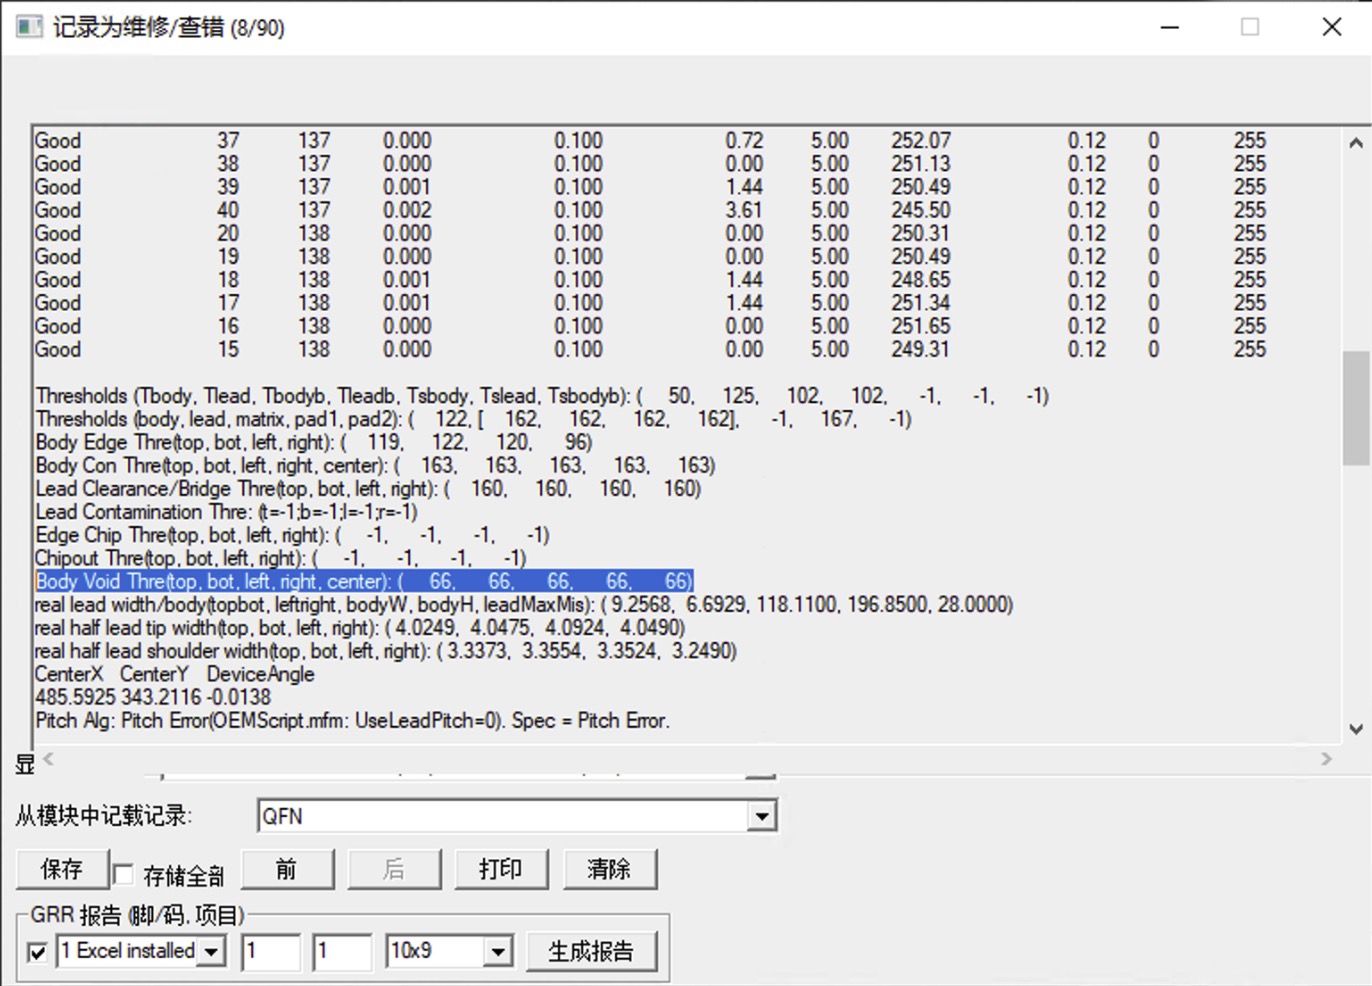 记录为维修/查错 (8/90)
Good 37 137 0.000 0.100 0.72 5.00 252.07 0.12 0 255
Good 38 137 0.000 0.100 0.00 5.00 251.13 0.12 0 255
Good 39 137 0.001 0.100 1.44 5.00 250.49 0.12 0 255
Good 40 137 0.002 0.100 3.61 5.00 245.50 0.12 0 255
Good 20 138 0.000 0.100 0.00 5.00 250.31 0.12 0 255
Good 19 138 0.000 0.100 0.00 5.00 250.49 0.12 0 255
Good 18 138 0.001 0.100 1.44 5.00 248.65 0.12 0 255
Good 17 138 0.001 0.100 1.44 5.00 251.34 0.12 0 255
Good 16 138 0.000 0.100 0.00 5.00 251.65 0.12 0 255
Good 15 138 0.000 0.100 0.00 5.00 249.31 0.12 0 255
Thresholds (Tbody, Tlead, Tbodyb, Tleadb, Tsbody, Tslead, Tsbodyb): ( 50, 125, 102, 102, -1, -1, -1)
Thresholds (body, lead, matrix, pad1, pad2): ( 122, [ 162, 162, 162, 162], -1, 167, -1)
Body Edge Thre(top, bot, left, right): ( 119, 122, 120, 96)
Body Con Thre(top, bot, left, right, center): ( 163, 163, 163, 163, 163)
Lead Clearance/Bridge Thre(top, bot, left, right): ( 160, 160, 160, 160)
Lead Contamination Thre: (t=-1;b=-1;l=-1;r=-1)
Edge Chip Thre(top, bot, left, right): ( -1, -1, -1, -1)
Chipout Thre(top, bot, left, right): ( -1, -1, -1, -1)
Body Void Thre(top, bot, left, right, center): ( 66, 66, 66, 66, 66)
real lead width/body(topbot, leftright, bodyW, bodyH, leadMaxMis): ( 9.2568, 6.6929, 118.1100, 196.8500, 28.0000)
real half lead tip width(top, bot, left, right): ( 4.0249, 4.0475, 4.0924, 4.0490)
real half lead shoulder width(top, bot, left, right): ( 3.3373, 3.3554, 3.3524, 3.2490)
CenterX CenterY DeviceAngle
485.5925 343.2116 -0.0138
Pitch Alg: Pitch Error(OEMScript.mfm: UseLeadPitch=0). Spec = Pitch Error.
显
从模块中记载记录: QFN
保存 存储全部 前 后 打印 清除
GRR 报告 (脚/码, 项目)
1 Excel installed 1 1 10x9 生成报告